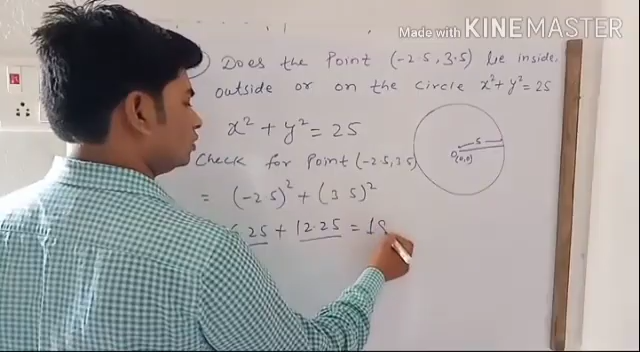 Made with KINEMASTER
) Does the Point (-2.5, 3.5) lie inside,
outside or on the Circle x²+y²=25
x² + y² = 25
Check for Point (-2.5, 3.5)
5
O(0,0)
= (-2.5)² + (3.5)²
6.25 + 12.25 = 18